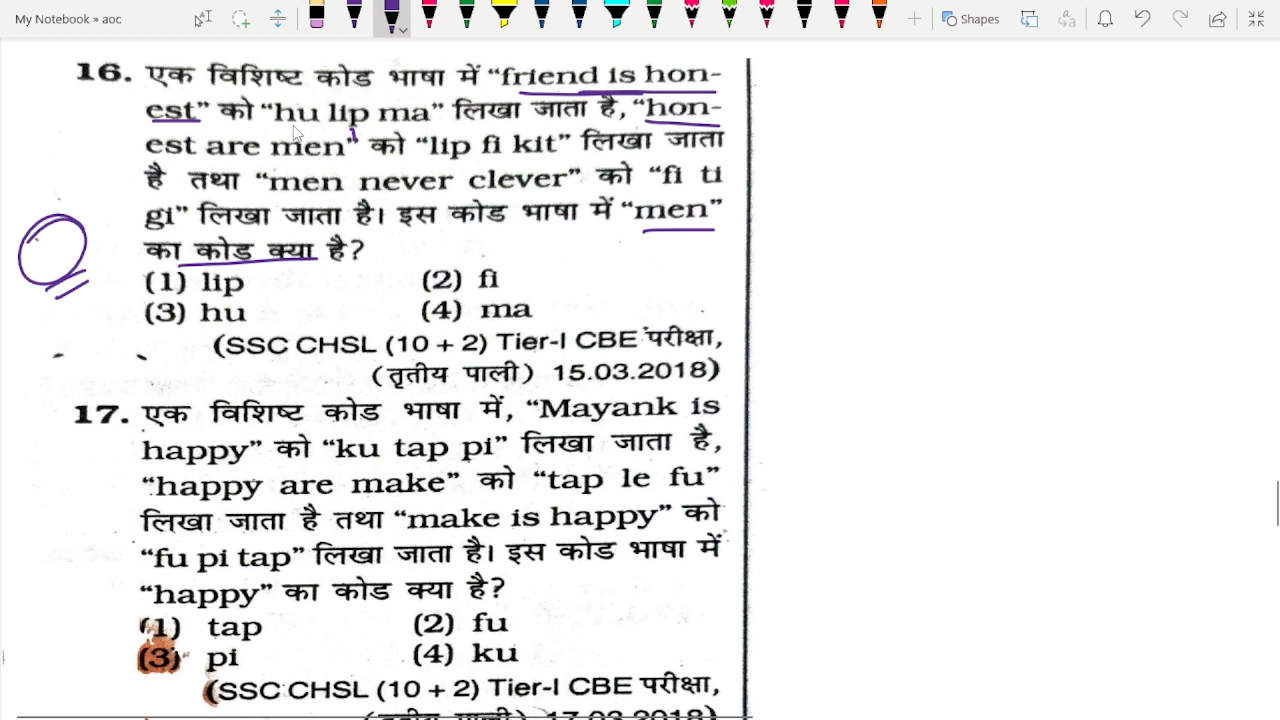 My Notebook » aoc
Shapes
16. एक विशिष्ट कोड भाषा में “friend is hon-
est” को “hu lip ma” लिखा जाता है, “hon-
est are men” को “lip fi kit” लिखा जाता
है तथा “men never clever” को “fi ti
gi” लिखा जाता है। इस कोड भाषा में “men”
का कोड क्या है?
(1) lip (2) fi
(3) hu (4) ma
(SSC CHSL (10 + 2) Tier-I CBE परीक्षा,
(तृतीय पाली) 15.03.2018)
17. एक विशिष्ट कोड भाषा में, “Mayank is
happy” को “ku tap pi” लिखा जाता है,
“happy are make” को “tap le fu”
लिखा जाता है तथा “make is happy” को
“fu pi tap” लिखा जाता है। इस कोड भाषा में
“happy” का कोड क्या है?
(1) tap (2) fu
(3) pi (4) ku
(SSC CHSL (10 + 2) Tier-I CBE परीक्षा,
(तृतीय पाली) 17.03.2018)